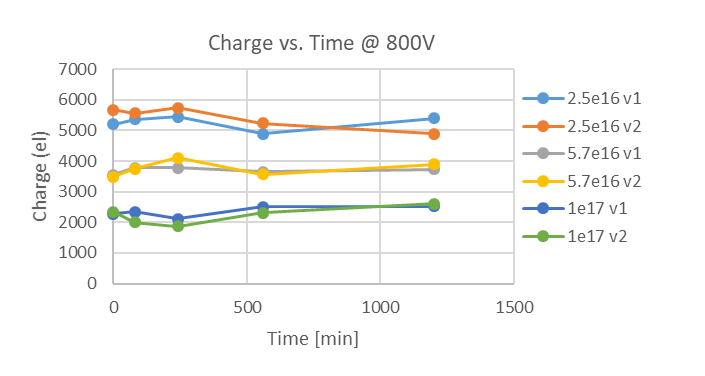 Charge vs. Time @ 800V
7000
6000
5000
4000
3000
2000
1000
0
Charge (el)
0 500 1000 1500
Time [min]
2.5e16 v1
2.5e16 v2
5.7e16 v1
5.7e16 v2
1e17 v1
1e17 v2